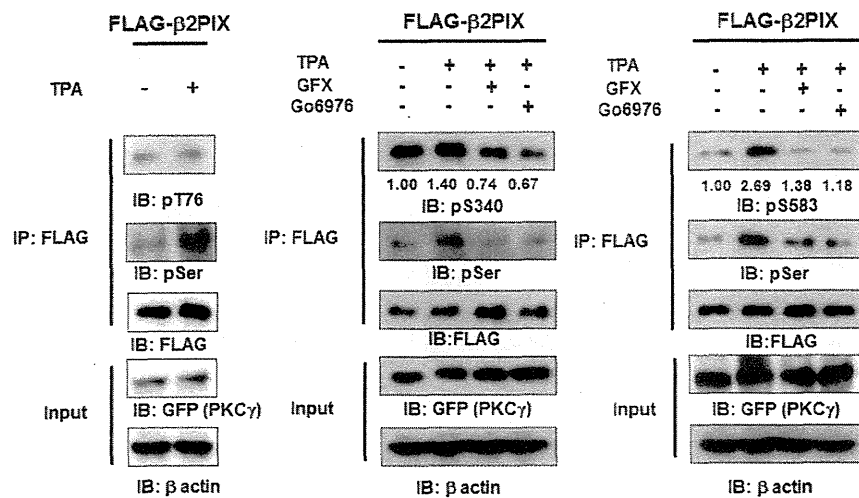 FLAG-β2PIX
TPA - +
IB: pT76
IP: FLAG
IB: pSer
IB: FLAG
Input
IB: GFP (PKCγ)
IB: β actin
FLAG-β2PIX
TPA - + + +
GFX - - + -
Go6976 - - - +
1.00 1.40 0.74 0.67
IB: pS340
IP: FLAG
IB: pSer
IB:FLAG
Input
IB: GFP (PKCγ)
IB: β actin
FLAG-β2PIX
TPA - + + +
GFX - - + -
Go6976 - - - +
1.00 2.69 1.38 1.18
IB: pS583
IP: FLAG
IB: pSer
IB:FLAG
Input
IB: GFP (PKCγ)
IB: β actin